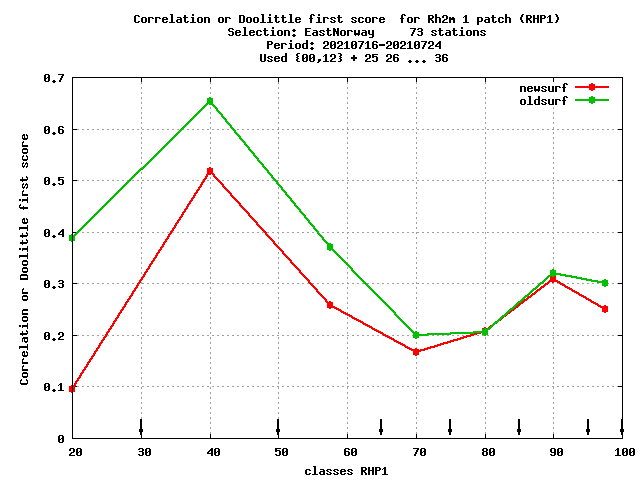 Correlation or Doolittle first score  for Rh2m 1 patch (RHP1)
Selection: EastNorway     73 stations
Period: 20210716-20210724
Used {00,12} + 25 26 ... 36
newsurf
oldsurf
Correlation or Doolittle first score
0.7
0.6
0.5
0.4
0.3
0.2
0.1
0
20 30 40 50 60 70 80 90 100
classes RHP1